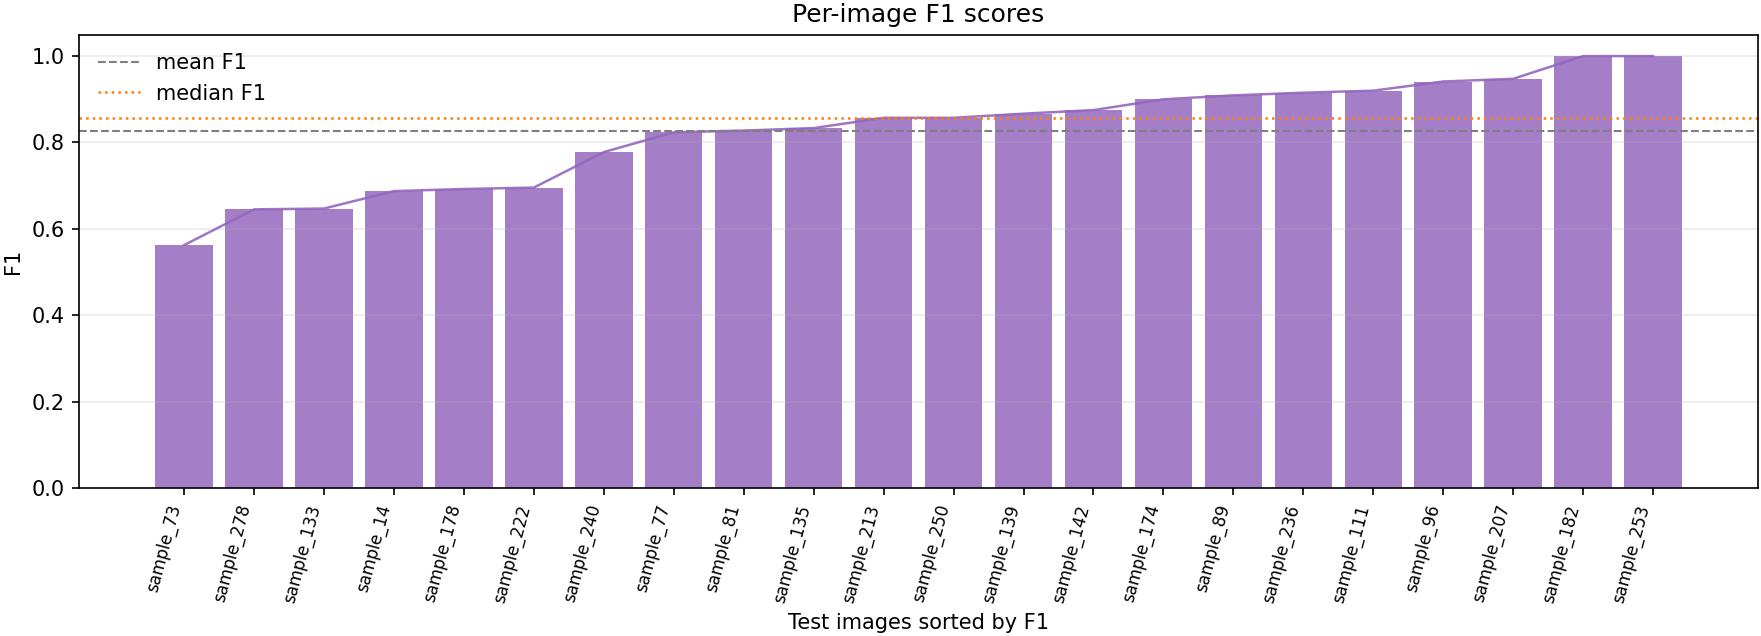 Per-image F1 scores
mean F1
median F1
F1
1.0
0.8
0.6
0.4
0.2
0.0
sample_73
sample_278
sample_133
sample_14
sample_178
sample_222
sample_240
sample_77
sample_81
sample_135
sample_213
sample_250
sample_139
sample_142
sample_174
sample_89
sample_236
sample_111
sample_96
sample_207
sample_182
sample_253
Test images sorted by F1